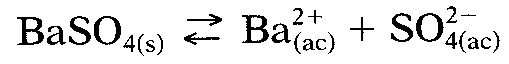 BaSO₄₍ₛ₎ ⇄ Ba²⁺₍ac₎ + SO₄²⁻₍ac₎